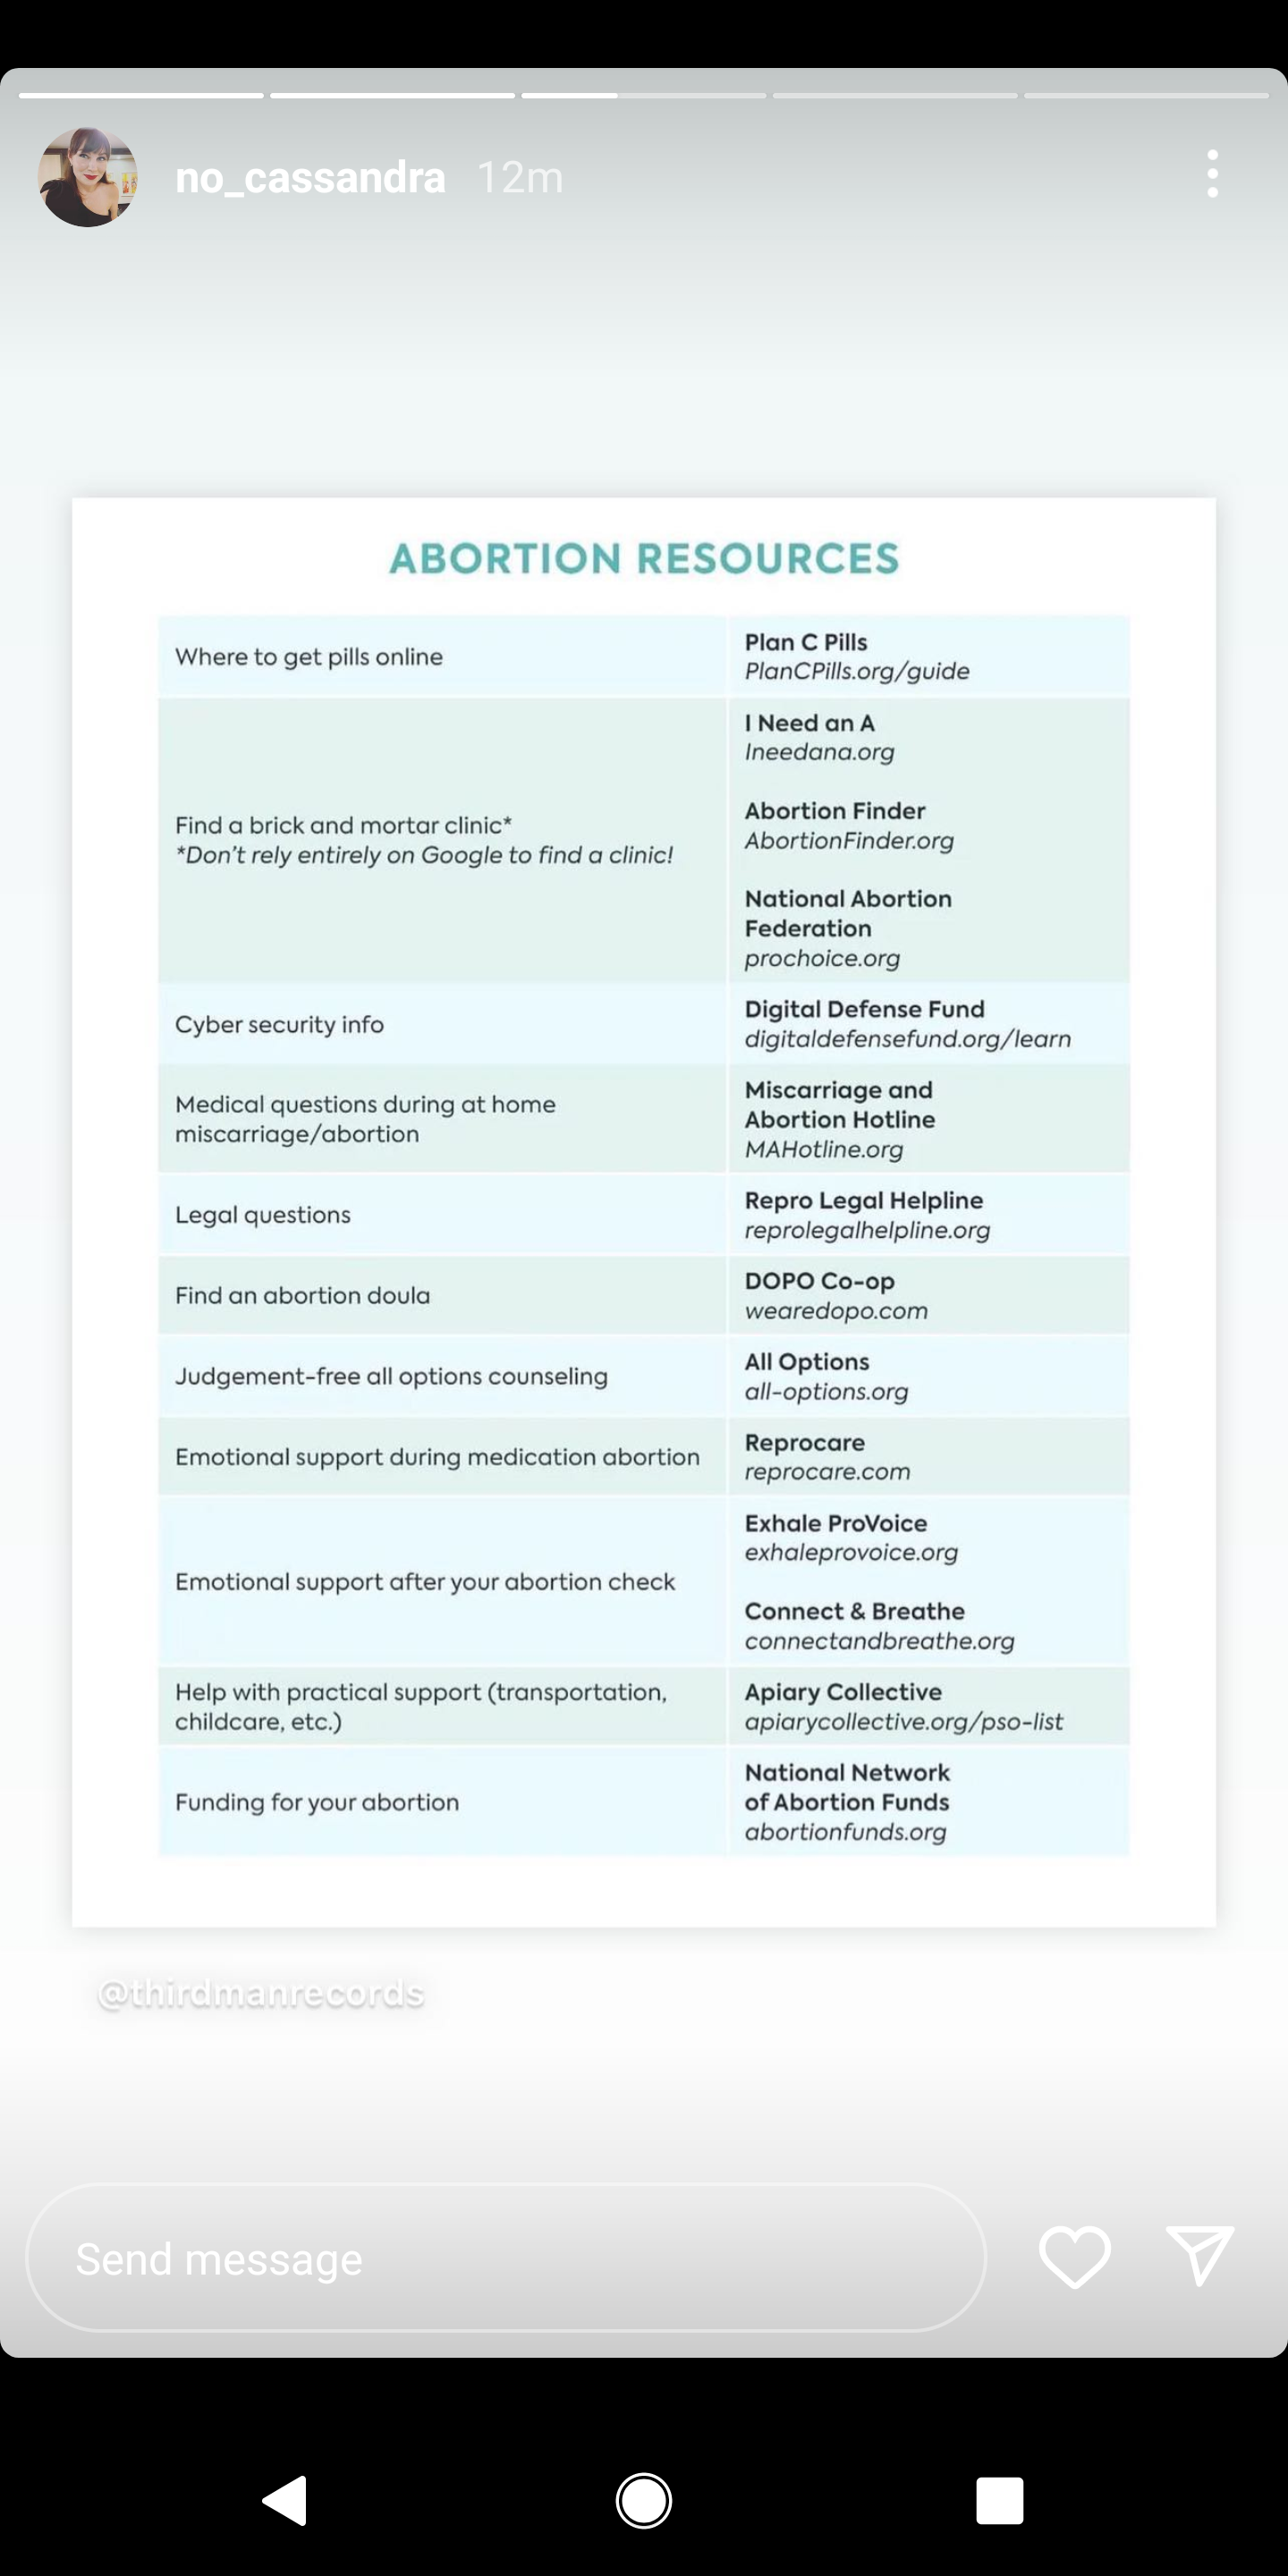 no_cassandra 12m
ABORTION RESOURCES
Where to get pills online
Plan C Pills
PlanCPills.org/guide
Find a brick and mortar clinic*
*Don't rely entirely on Google to find a clinic!
I Need an A
Ineedana.org
Abortion Finder
AbortionFinder.org
National Abortion
Federation
prochoice.org
Cyber security info
Digital Defense Fund
digitaldefensefund.org/learn
Medical questions during at home
miscarriage/abortion
Miscarriage and
Abortion Hotline
MAHotline.org
Legal questions
Repro Legal Helpline
reprolegalhelpline.org
Find an abortion doula
DOPO Co-op
wearedopo.com
Judgement-free all options counseling
All Options
all-options.org
Emotional support during medication abortion
Reprocare
reprocare.com
Emotional support after your abortion check
Exhale ProVoice
exhaleprovoice.org
Connect & Breathe
connectandbreathe.org
Help with practical support (transportation,
childcare, etc.)
Apiary Collective
apiarycollective.org/pso-list
Funding for your abortion
National Network
of Abortion Funds
abortionfunds.org
@thirdmanrecords
Send message